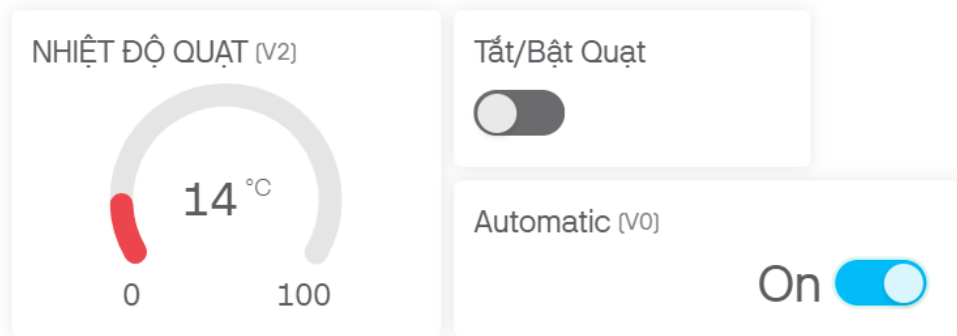 NHIỆT ĐỘ QUẠT (V2)
14 °C
0
100
Tắt/Bật Quạt
Automatic (V0)
On